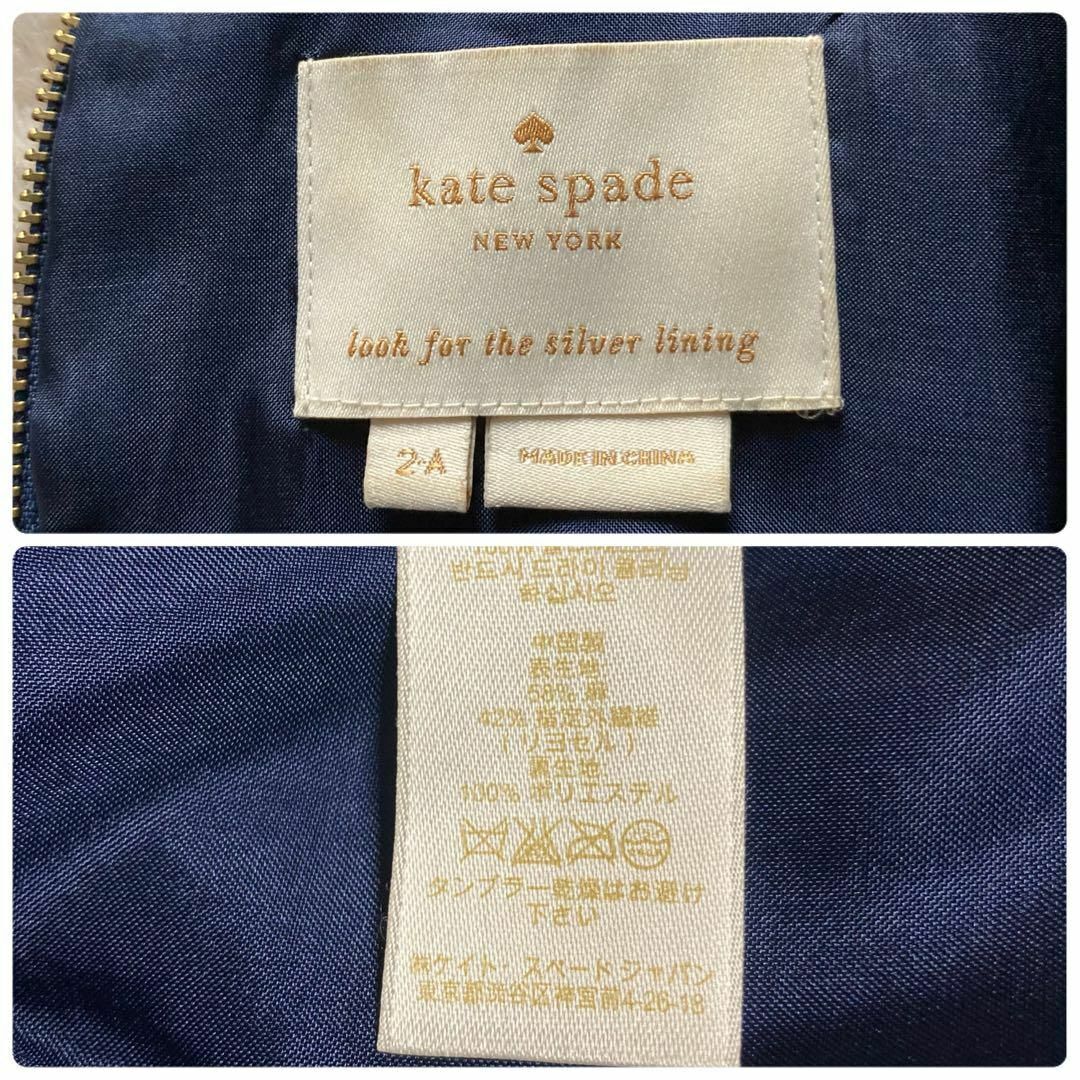 kate spade
NEW YORK
look for the silver lining
2-A
MADE IN CHINA
반드시 드라이 클리닝
하십시오
中国製
表生地
58% 麻
42% 指定外繊維
(リヨセル)
裏生地
100% ポリエステル
タンブラー乾燥はお避け
下さい
㈱ケイト・スペードジャパン
東京都渋谷区神宮前4-26-18